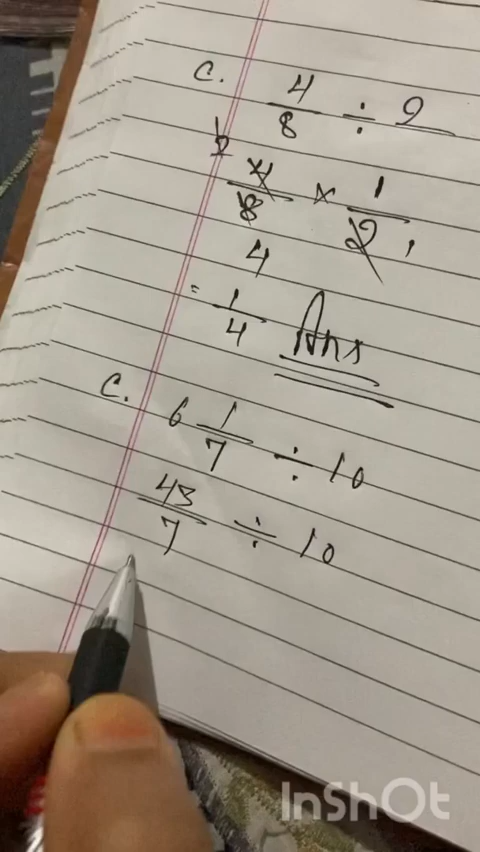 C. 4/8 ÷ 2
4/8 × 1/2
4
= 1/4 Ans
C. 6 1/7 ÷ 10
43/7 ÷ 10
InShOt